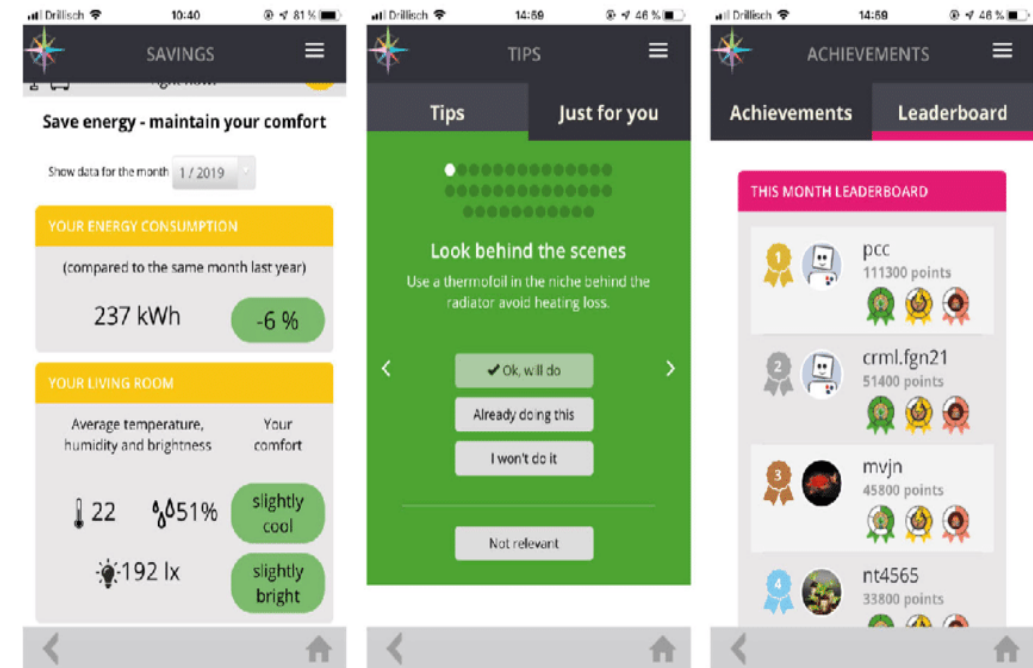 Drillisch 10:40 81 %
SAVINGS
right now?
Save energy - maintain your comfort
Show data for the month 1 / 2019
YOUR ENERGY CONSUMPTION
(compared to the same month last year)
237 kWh -6 %
YOUR LIVING ROOM
Average temperature, Your
humidity and brightness comfort
22 51% slightly
cool
192 lx slightly
bright
Drillisch 14:59 46 %
TIPS
Tips Just for you
Look behind the scenes
Use a thermofoil in the niche behind the
radiator avoid heating loss.
Ok, will do
Already doing this
I won't do it
Not relevant
Drillisch 14:59 46 %
ACHIEVEMENTS
Achievements Leaderboard
THIS MONTH LEADERBOARD
1 pcc
111300 points
2 crml.fgn21
51400 points
3 mvjn
45800 points
4 nt4565
33800 points